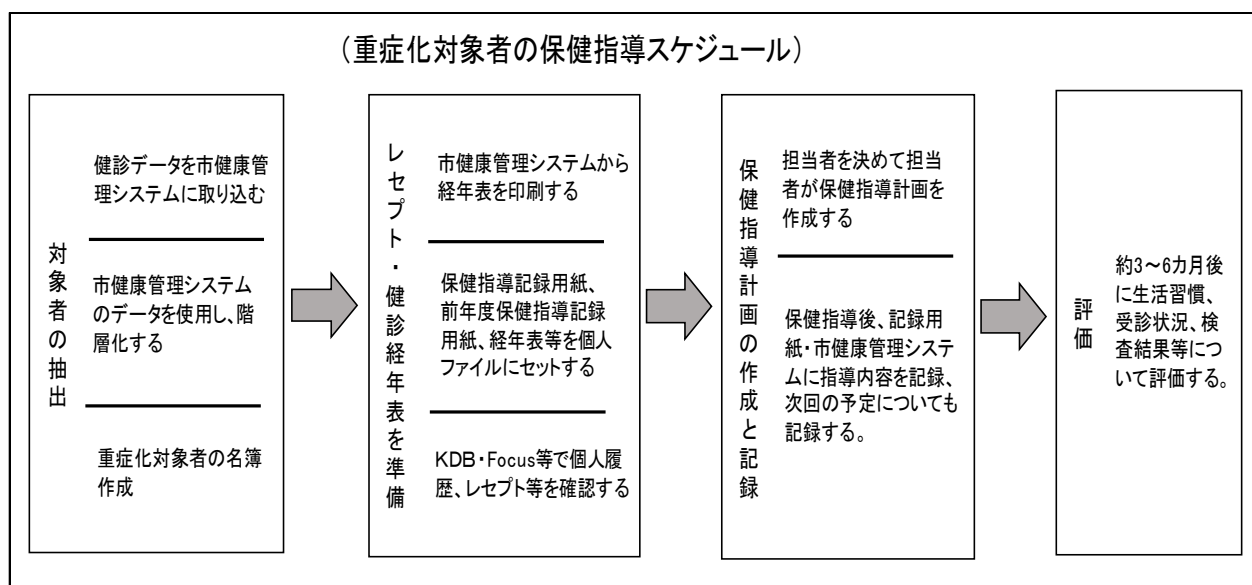 （重症化対象者の保健指導スケジュール）
対象者の抽出
健診データを市健康管
理システムに取り込む
市健康管理システム
のデータを使用し、階
層化する
重症化対象者の名簿
作成
レセプト・健診経年表を準備
市健康管理システムから
経年表を印刷する
保健指導記録用紙、
前年度保健指導記録
用紙、経年表等を個人
ファイルにセットする
KDB・Focus等で個人履
歴、レセプト等を確認する
保健指導計画の作成と記録
担当者を決めて担当
者が保健指導計画を
作成する
保健指導後、記録用
紙・市健康管理システ
ムに指導内容を記録、
次回の予定についても
記録する。
評価
約3～6カ月後
に生活習慣、
受診状況、検
査結果等につ
いて評価する。